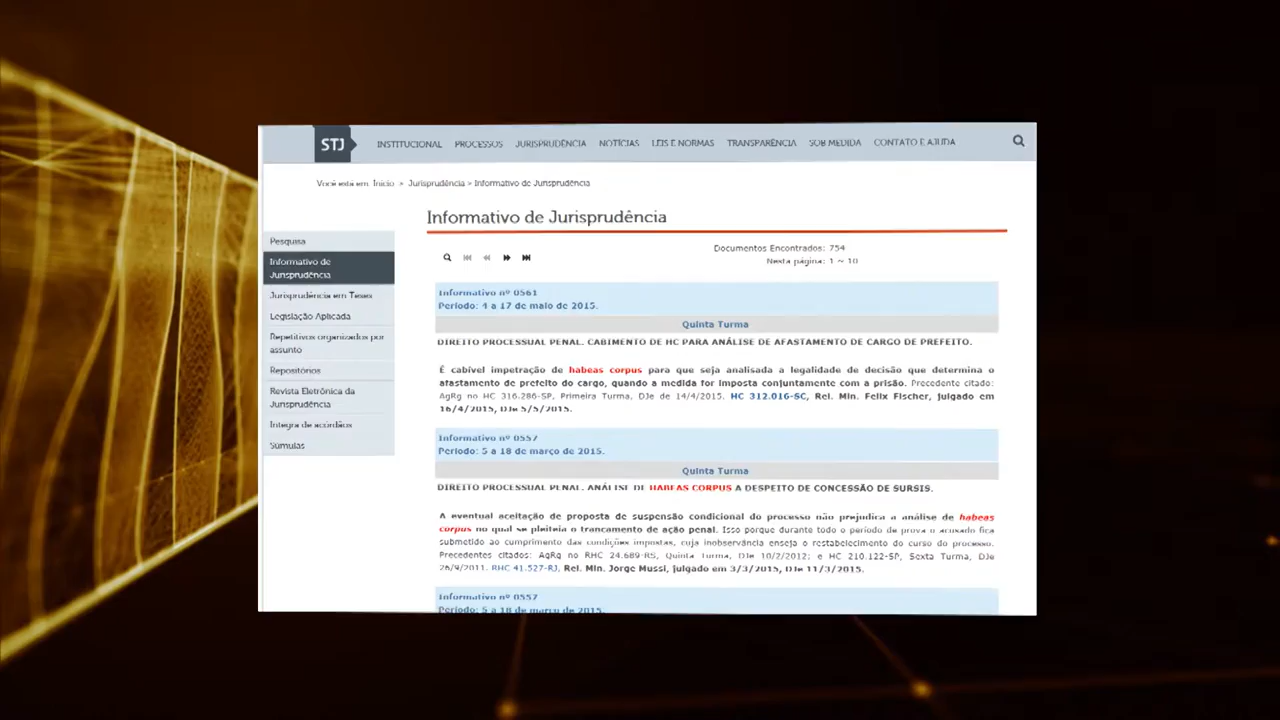 STJ
INSTITUCIONAL PROCESSOS JURISPRUDÊNCIA NOTÍCIAS LEIS E NORMAS TRANSPARÊNCIA SOB MEDIDA CONTATO E AJUDA
Você está em: Início » Jurisprudência > Informativo de Jurisprudência
Informativo de Jurisprudência
Pesquisa
Informativo de
Jurisprudência
Jurisprudência em Teses
Legislação Aplicada
Repetitivos organizados por
assunto
Repositórios
Revista Eletrônica da
Jurisprudência
Íntegra de acórdãos
Súmulas
Documentos Encontrados: 754
Nesta página: 1 ~ 10
Informativo nº 0561
Período: 4 a 17 de maio de 2015.
Quinta Turma
DIREITO PROCESSUAL PENAL. CABIMENTO DE HC PARA ANÁLISE DE AFASTAMENTO DE CARGO DE PREFEITO.
É cabível impetração de habeas corpus para que seja analisada a legalidade de decisão que determina o
afastamento de prefeito do cargo, quando a medida for imposta conjuntamente com a prisão. Precedente citado:
AgRg no HC 316.286-SP, Primeira Turma, DJe de 14/4/2015. HC 312.016-SC, Rel. Min. Felix Fischer, julgado em
16/4/2015, DJe 5/5/2015.
Informativo nº 0557
Período: 5 a 18 de março de 2015.
Quinta Turma
DIREITO PROCESSUAL PENAL. ANÁLISE DE HABEAS CORPUS A DESPEITO DE CONCESSÃO DE SURSIS.
A eventual aceitação de proposta de suspensão condicional do processo não prejudica a análise de habeas
corpus no qual se pleiteia o trancamento de ação penal. Isso porque durante todo o período de prova o acusado fica
submetido ao cumprimento das condições impostas, cuja inobservância enseja o restabelecimento do curso do processo.
Precedentes citados: AgRg no RHC 24.689-RS, Quinta Turma, DJe 10/2/2012; e HC 210.122-SP, Sexta Turma, DJe
26/9/2011. RHC 41.527-RJ, Rel. Min. Jorge Mussi, julgado em 3/3/2015, DJe 11/3/2015.
Informativo nº 0557
Período: 5 a 18 de março de 2015.